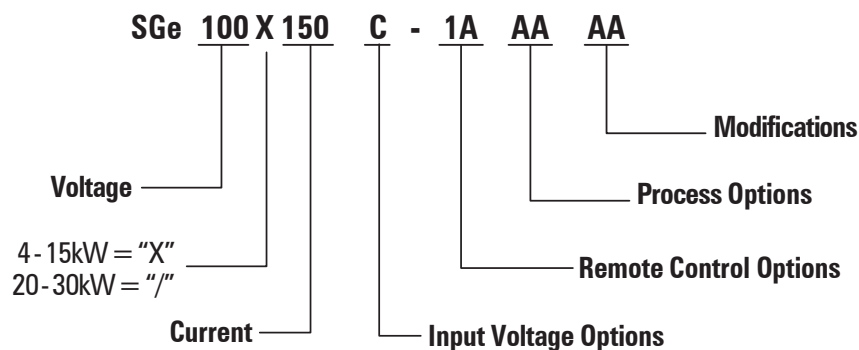 SGe 100 X 150 C - 1A AA AA
Modifications
Voltage
Process Options
4-15kW = “X”
20-30kW = “/”
Remote Control Options
Current
Input Voltage Options